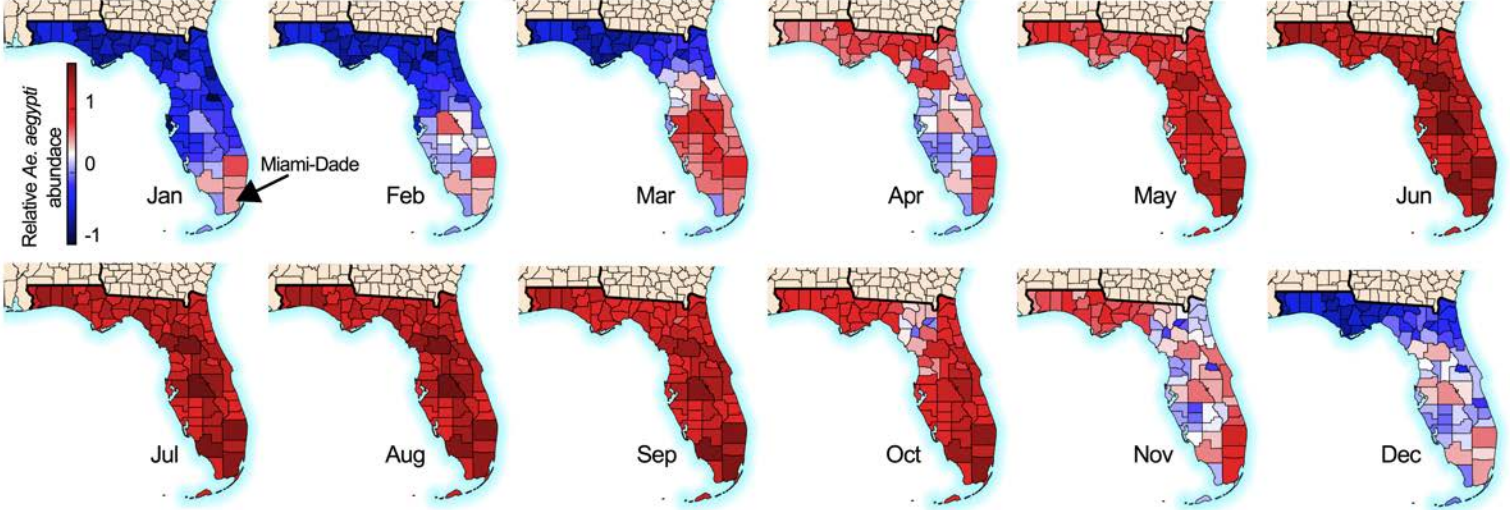 Relative Ae. aegypti
abundace
1
0
-1
Miami-Dade
Jan
Feb
Mar
Apr
May
Jun
Jul
Aug
Sep
Oct
Nov
Dec